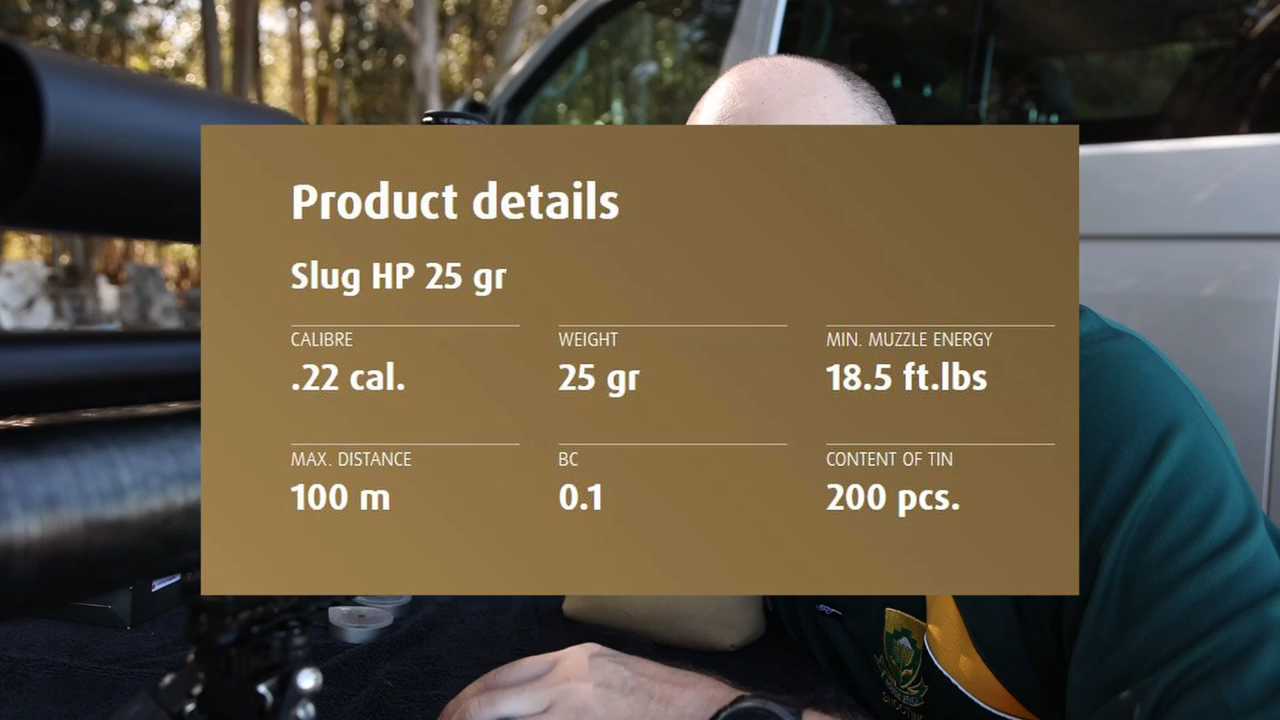 Product details
Slug HP 25 gr
CALIBRE
.22 cal.
WEIGHT
25 gr
MIN. MUZZLE ENERGY
18.5 ft.lbs
MAX. DISTANCE
100 m
BC
0.1
CONTENT OF TIN
200 pcs.